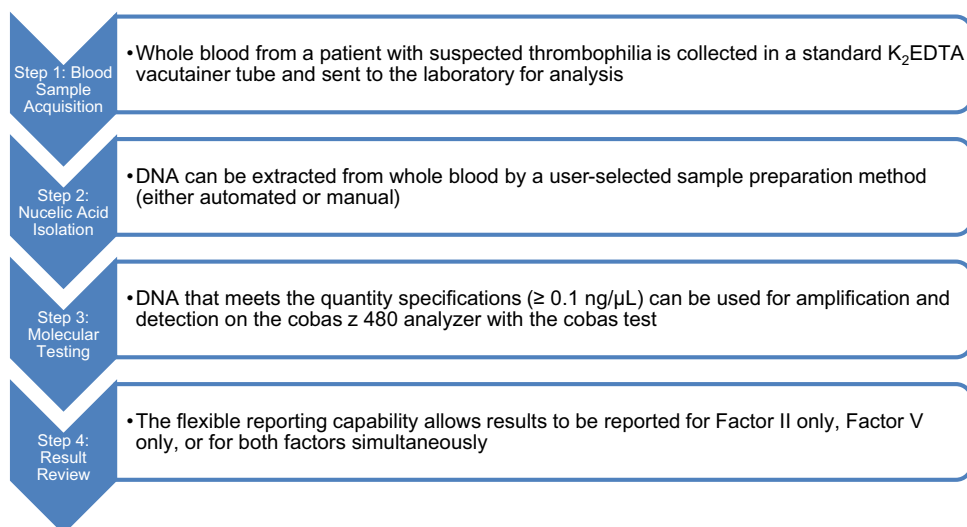 Step 1: Blood
Sample
Acquisition
•Whole blood from a patient with suspected thrombophilia is collected in a standard K₂EDTA
vacutainer tube and sent to the laboratory for analysis
Step 2:
Nucelic Acid
Isolation
•DNA can be extracted from whole blood by a user-selected sample preparation method
(either automated or manual)
Step 3:
Molecular
Testing
•DNA that meets the quantity specifications (≥ 0.1 ng/µL) can be used for amplification and
detection on the cobas z 480 analyzer with the cobas test
Step 4:
Result
Review
•The flexible reporting capability allows results to be reported for Factor II only, Factor V
only, or for both factors simultaneously